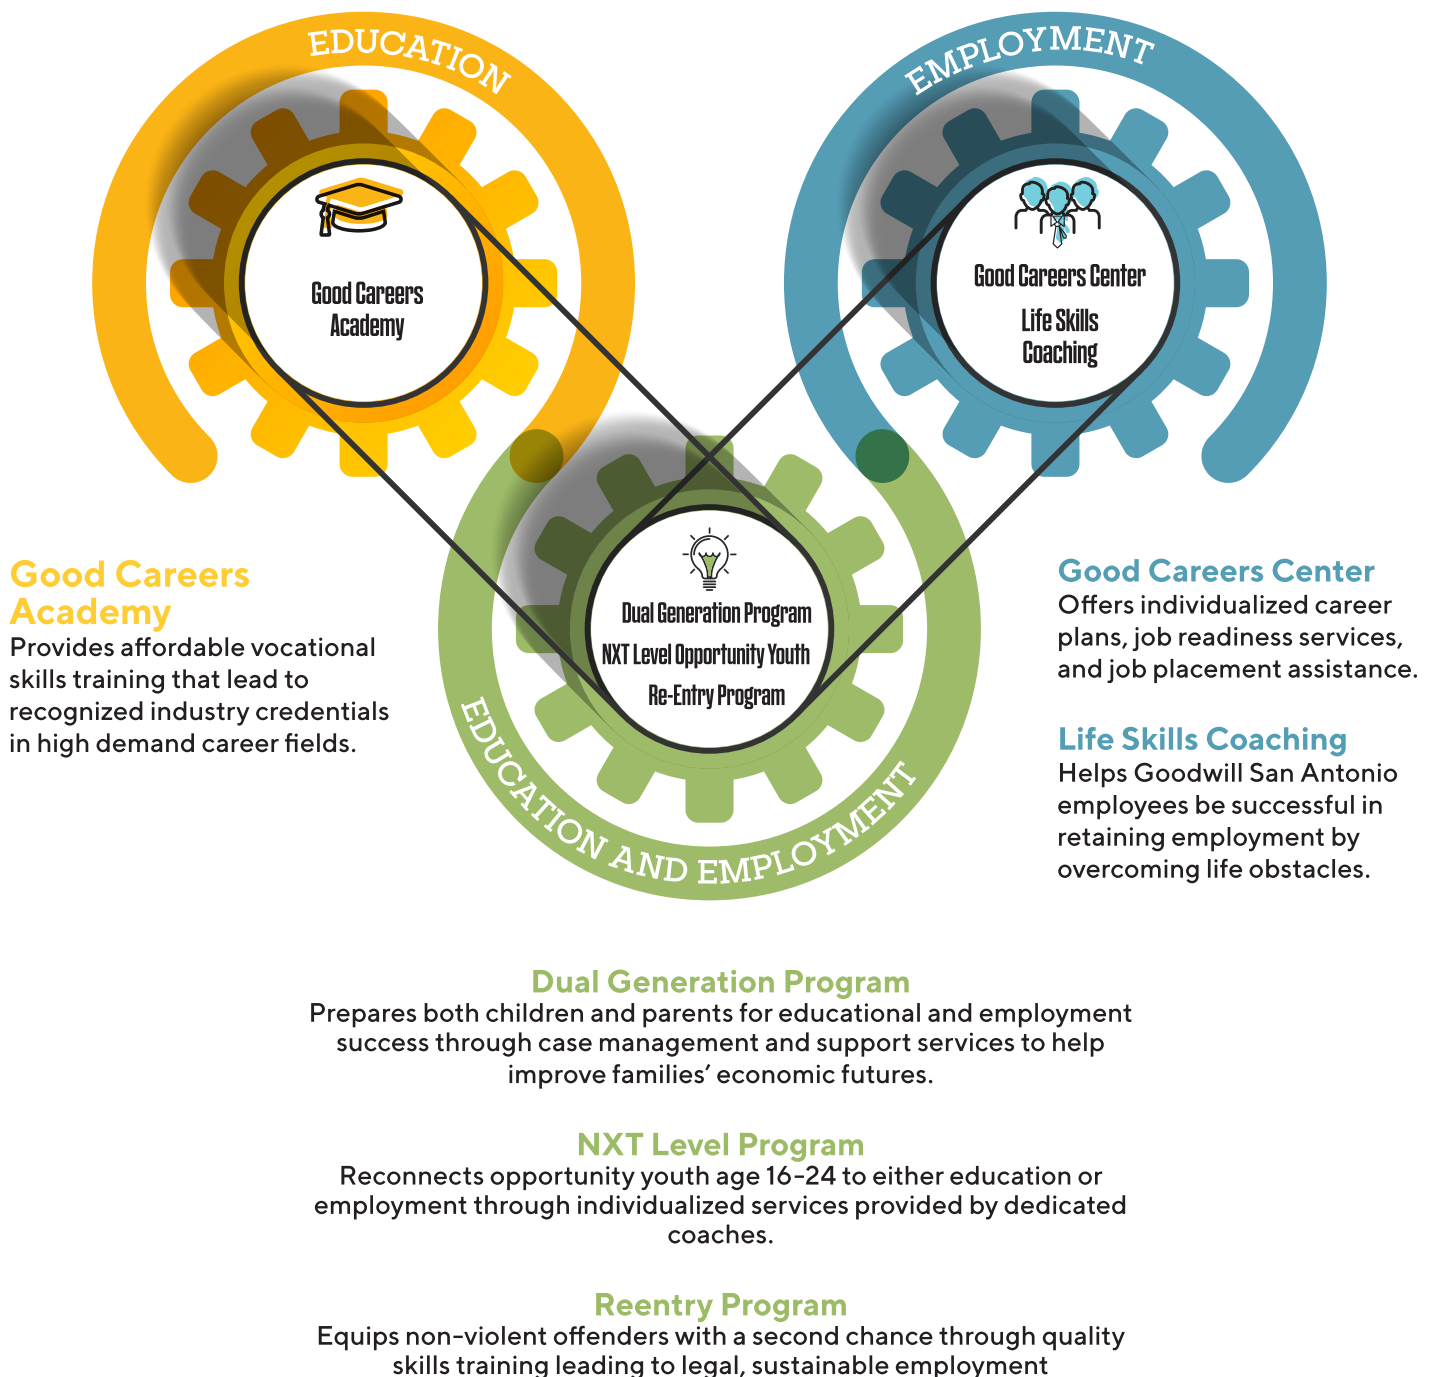 EDUCATION
EMPLOYMENT
Good Careers
Academy
Good Careers Center
Life Skills
Coaching
Dual Generation Program
NXT Level Opportunity Youth
Re-Entry Program
EDUCATION AND EMPLOYMENT
Good Careers
Academy
Provides affordable vocational
skills training that lead to
recognized industry credentials
in high demand career fields.
Good Careers Center
Offers individualized career
plans, job readiness services,
and job placement assistance.
Life Skills Coaching
Helps Goodwill San Antonio
employees be successful in
retaining employment by
overcoming life obstacles.
Dual Generation Program
Prepares both children and parents for educational and employment
success through case management and support services to help
improve families’ economic futures.
NXT Level Program
Reconnects opportunity youth age 16-24 to either education or
employment through individualized services provided by dedicated
coaches.
Reentry Program
Equips non-violent offenders with a second chance through quality
skills training leading to legal, sustainable employment